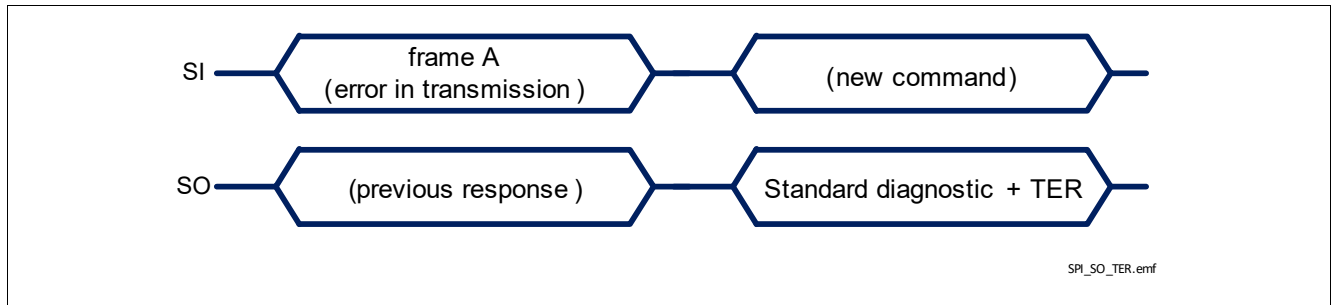 SI
frame A
(error in transmission )
(new command)
SO
(previous response )
Standard diagnostic + TER
SPI_SO_TER.emf